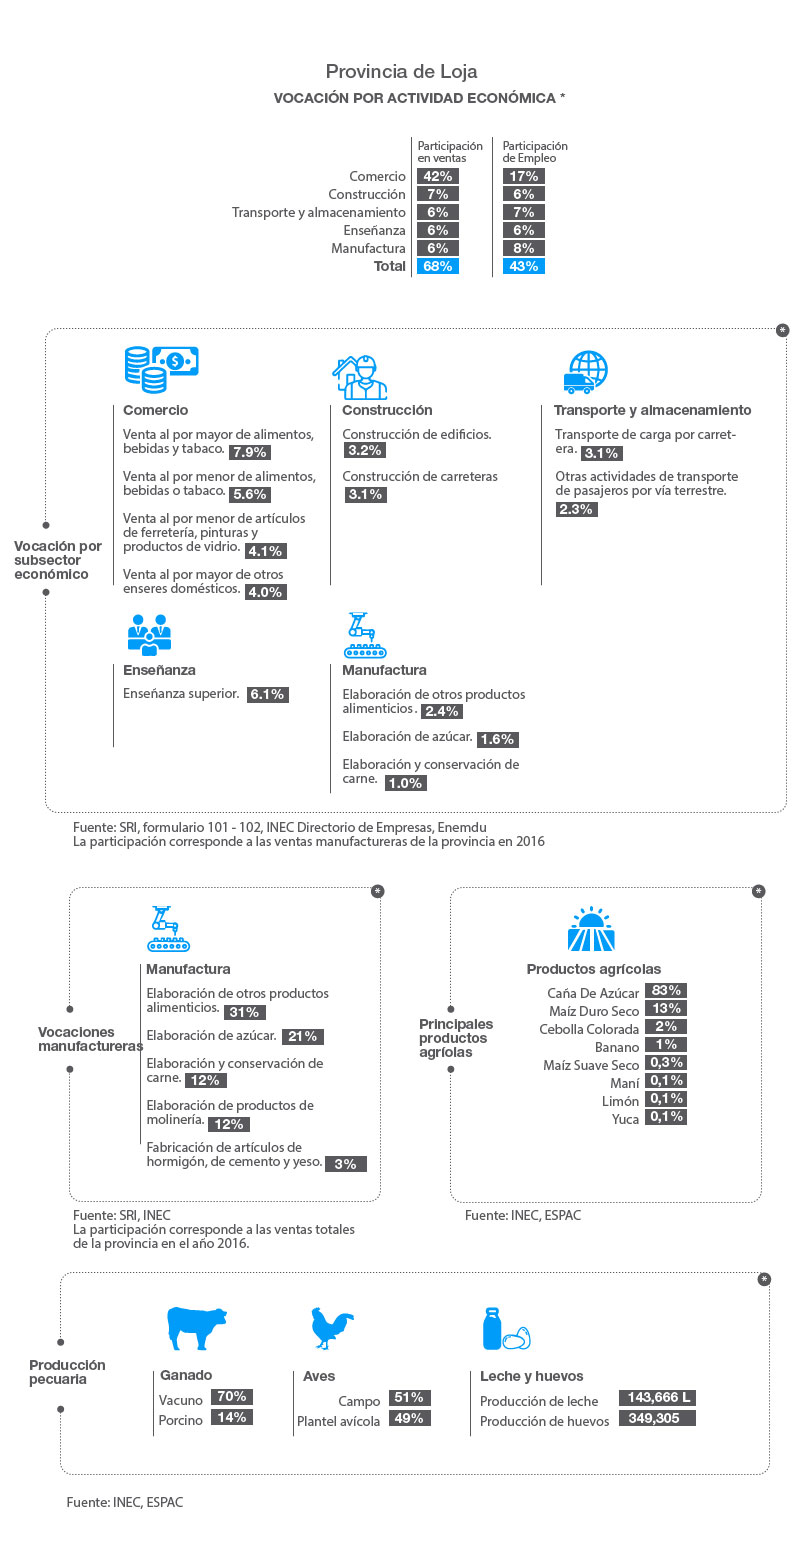 Provincia de Loja
VOCACIÓN POR ACTIVIDAD ECONÓMICA *
Participación en ventas
Participación de Empleo
Comercio 42% 17%
Construcción 7% 6%
Transporte y almacenamiento 6% 7%
Enseñanza 6% 6%
Manufactura 6% 8%
Total 68% 43%
*
Vocación por
subsector
económico
Comercio
Venta al por mayor de alimentos,
bebidas y tabaco. 7.9%
Venta al por menor de alimentos,
bebidas o tabaco. 5.6%
Venta al por menor de artículos
de ferretería, pinturas y
productos de vidrio. 4.1%
Venta al por mayor de otros
enseres domésticos. 4.0%
Construcción
Construcción de edificios.
3.2%
Construcción de carreteras
3.1%
Transporte y almacenamiento
Transporte de carga por carret-
era. 3.1%
Otras actividades de transporte
de pasajeros por vía terrestre.
2.3%
Enseñanza
Enseńanza superior. 6.1%
Manufactura
Elaboración de otros productos
alimenticios. 2.4%
Elaboración de azúcar. 1.6%
Elaboración y conservación de
carne. 1.0%
Fuente: SRI, formulario 101 - 102, INEC Directorio de Empresas, Enemdu
La participación corresponde a las ventas manufactureras de la provincia en 2016
*
Vocaciones
manufactureras
Manufactura
Elaboración de otros productos
alimenticios. 31%
Elaboración de azúcar. 21%
Elaboración y conservación de
carne. 12%
Elaboración de productos de
molinería. 12%
Fabricación de artículos de
hormigón, de cemento y yeso. 3%
Fuente: SRI, INEC
La participación corresponde a las ventas totales
de la provincia en el año 2016.
*
Principales
productos
agríolas
Productos agrícolas
Cańa De Azúcar 83%
Maíz Duro Seco 13%
Cebolla Colorada 2%
Banano 1%
Maíz Suave Seco 0,3%
Maní 0,1%
Limón 0,1%
Yuca 0,1%
Fuente: INEC, ESPAC
*
Producción
pecuaria
Ganado
Vacuno 70%
Porcino 14%
Aves
Campo 51%
Plantel avícola 49%
Leche y huevos
Producción de leche 143,666 L
Producción de huevos 349,305
Fuente: INEC, ESPAC